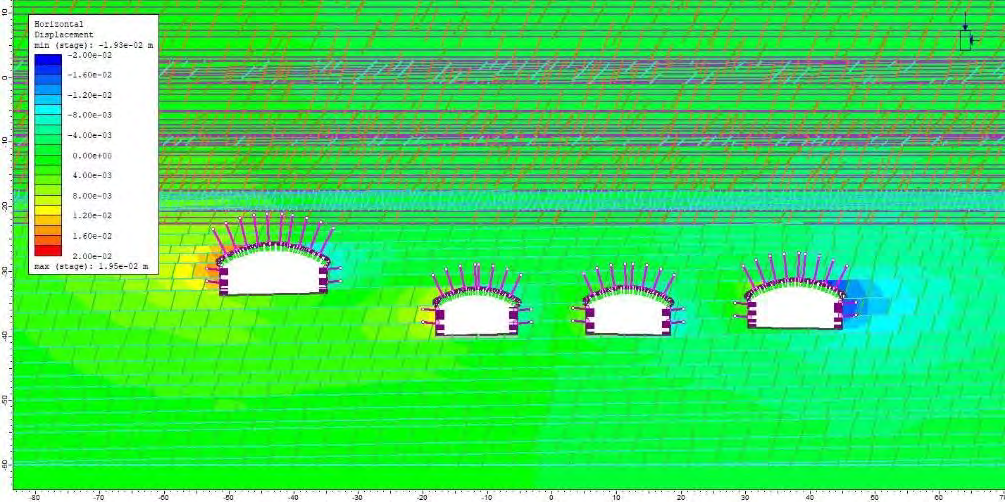 Horizontal
Displacement
min (stage): -1.93e-02 m
-2.00e-02
-1.60e-02
-1.20e-02
-8.00e-03
-4.00e-03
0.00e+00
4.00e-03
8.00e-03
1.20e-02
1.60e-02
2.00e-02
max (stage): 1.95e-02 m
10
0
-10
-20
-30
-40
-50
-60
-80 -70 -60 -50 -40 -30 -20 -10 0 10 20 30 40 50 60